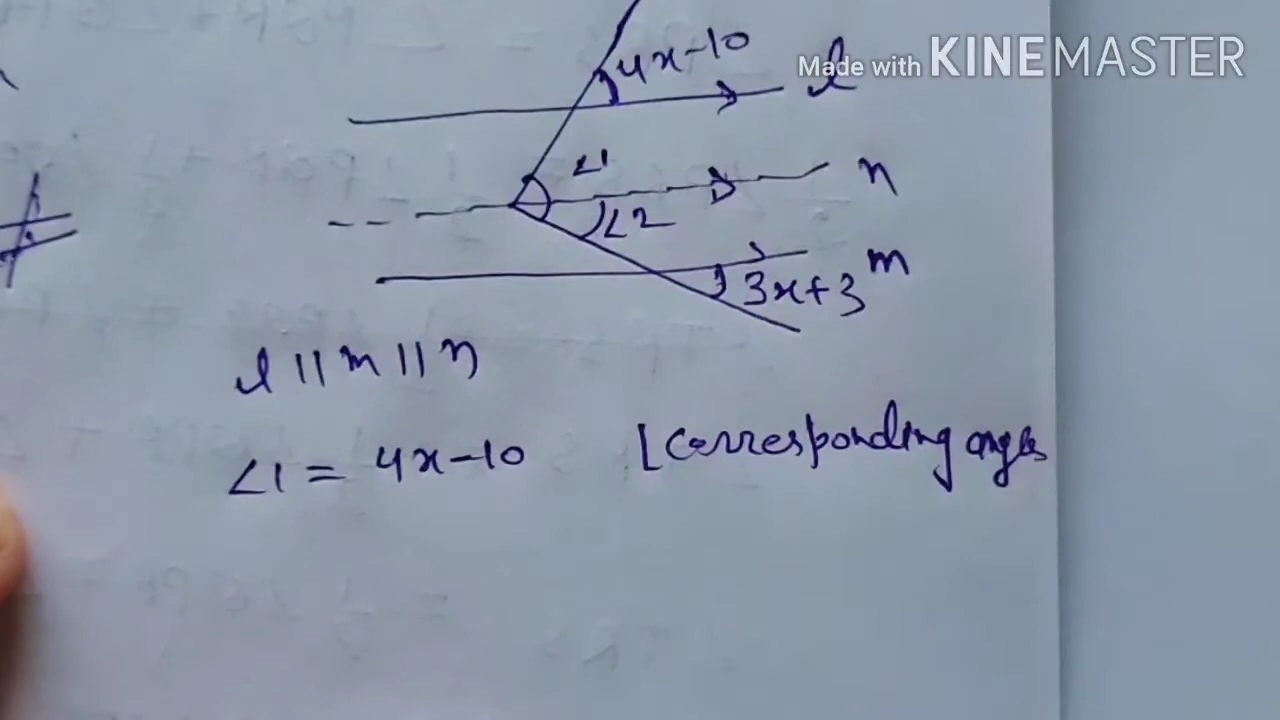 4x-10
Made with KINEMASTER
l
∠1
n
∠2
m
3x+3
l || m || n
∠1 = 4x-10 [Corresponding angles